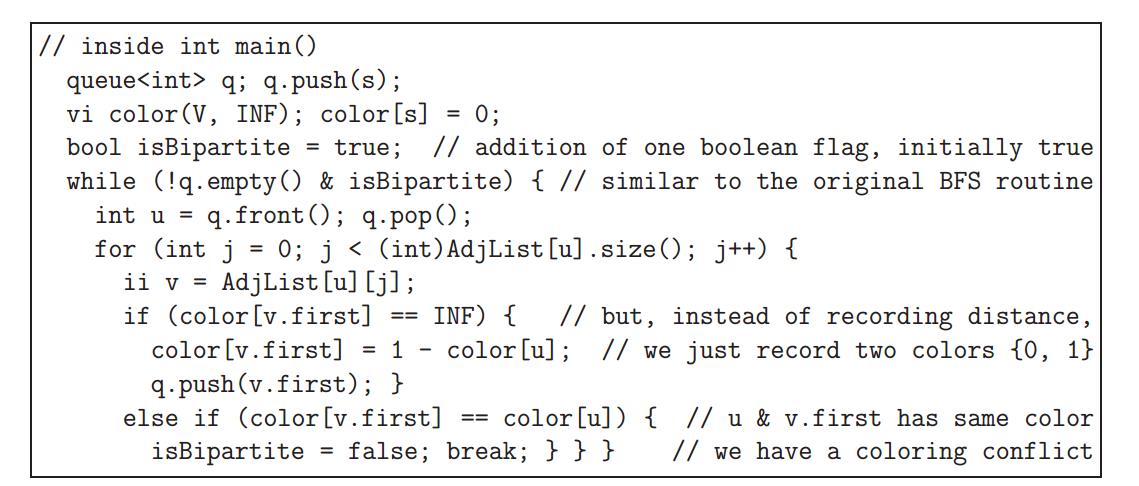 // inside int main()
queue<int> q; q.push(s);
vi color(V, INF); color[s] = 0;
bool isBipartite = true; // addition of one boolean flag, initially true
while (!q.empty() & isBipartite) { // similar to the original BFS routine
int u = q.front(); q.pop();
for (int j = 0; j < (int)AdjList[u].size(); j++) {
ii v = AdjList[u][j];
if (color[v.first] == INF) { // but, instead of recording distance,
color[v.first] = 1 - color[u]; // we just record two colors {0, 1}
q.push(v.first); }
else if (color[v.first] == color[u]) { // u & v.first has same color
isBipartite = false; break; } } } // we have a coloring conflict